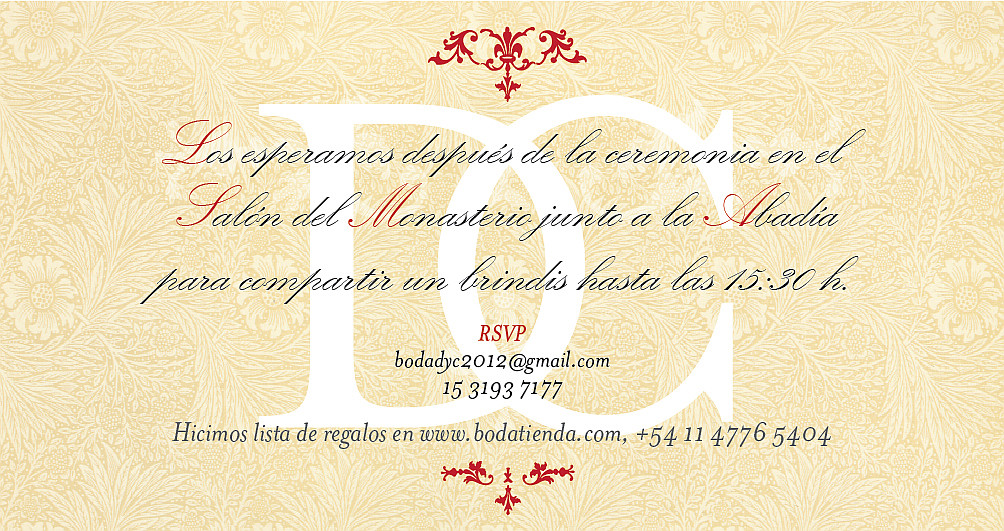 DC
Los esperamos después de la ceremonia en el
Salón del Monasterio junto a la Abadía
para compartir un brindis hasta las 15:30 h.
RSVP
bodadyc2012@gmail.com
15 3193 7177
Hicimos lista de regalos en www.bodatienda.com, +54 11 4776 5404